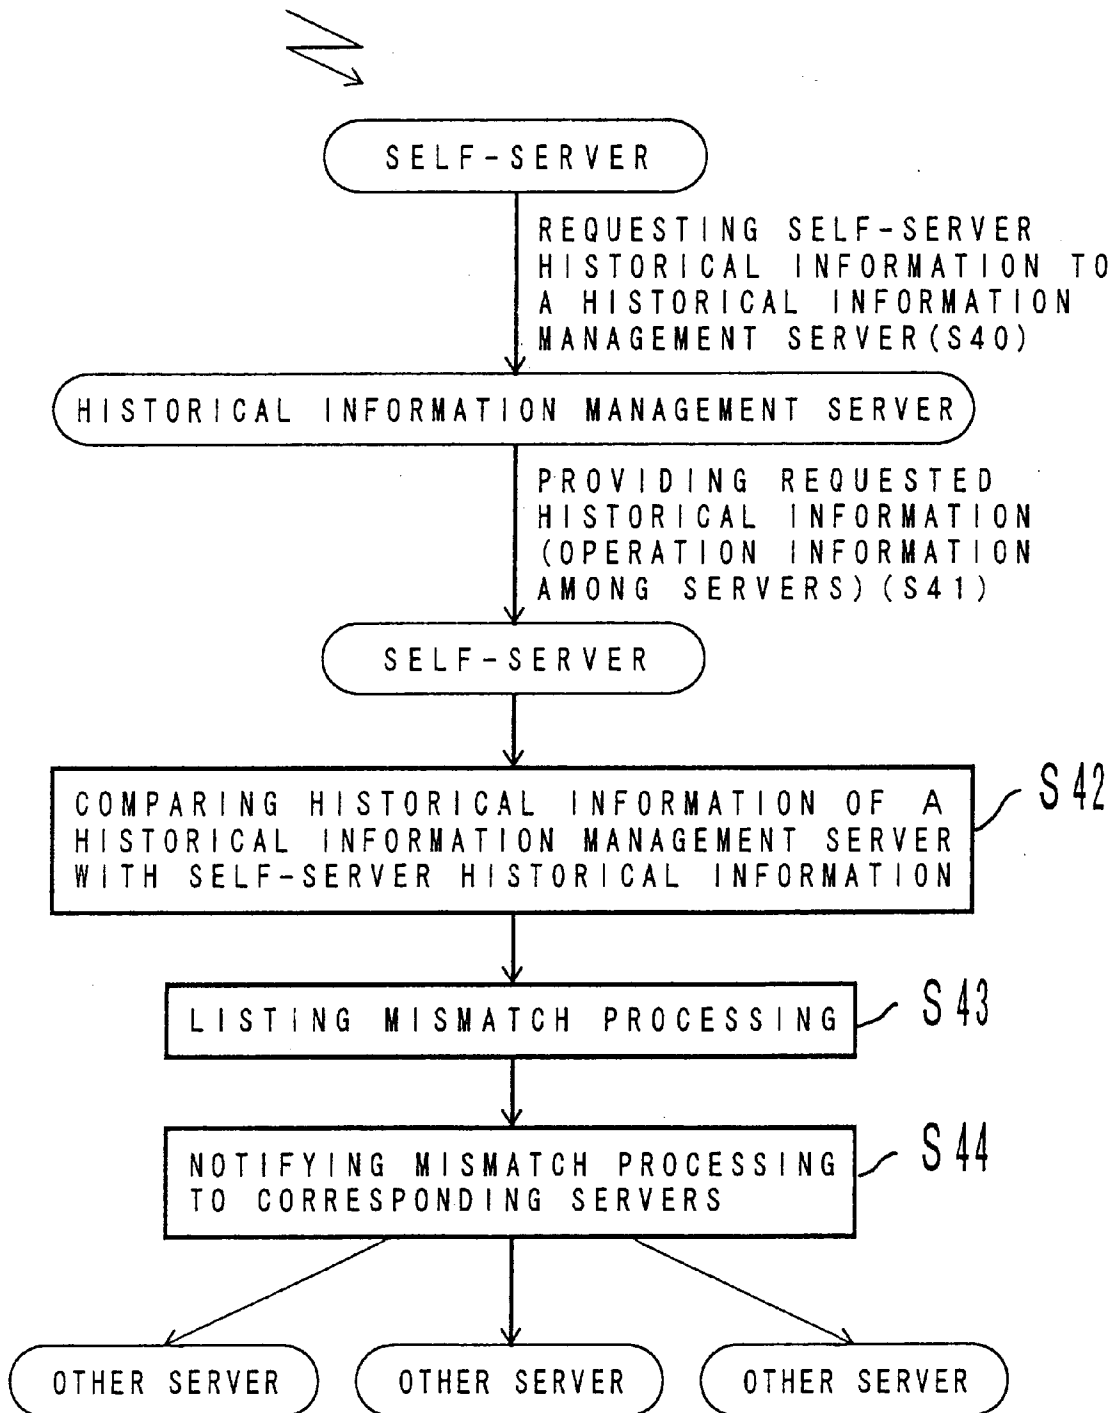 SELF-SERVER
REQUESTING SELF-SERVER
HISTORICAL INFORMATION TO
A HISTORICAL INFORMATION
MANAGEMENT SERVER(S40)
HISTORICAL INFORMATION MANAGEMENT SERVER
PROVIDING REQUESTED
HISTORICAL INFORMATION
(OPERATION INFORMATION
AMONG SERVERS)(S41)
SELF-SERVER
COMPARING HISTORICAL INFORMATION OF A
HISTORICAL INFORMATION MANAGEMENT SERVER
WITH SELF-SERVER HISTORICAL INFORMATION
S42
LISTING MISMATCH PROCESSING
S43
NOTIFYING MISMATCH PROCESSING
TO CORRESPONDING SERVERS
S44
OTHER SERVER
OTHER SERVER
OTHER SERVER